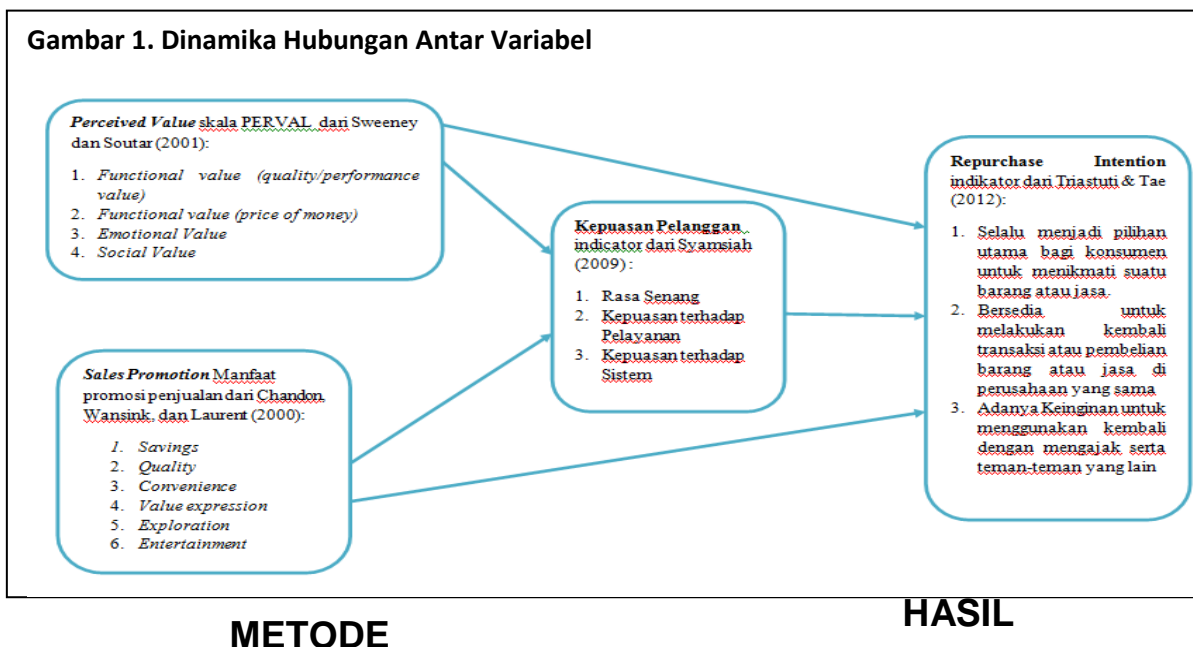 Gambar 1. Dinamika Hubungan Antar Variabel
Perceived Value skala PERVAL dari Sweeney
dan Soutar (2001):
1. Functional value (quality/performance
value)
2. Functional value (price of money)
3. Emotional Value
4. Social Value
Sales Promotion Manfaat
promosi penjualan dari Chandon,
Wansink, dan Laurent (2000):
1. Savings
2. Quality
3. Convenience
4. Value expression
5. Exploration
6. Entertainment
Kepuasan Pelanggan
indicator dari Syamsiah
(2009) :
1. Rasa Senang
2. Kepuasan terhadap
Pelayanan
3. Kepuasan terhadap
Sistem
Repurchase Intention
indikator dari Triastuti & Tae
(2012):
1. Selalu menjadi pilihan
utama bagi konsumen
untuk menikmati suatu
barang atau jasa.
2. Bersedia untuk
melakukan kembali
transaksi atau pembelian
barang atau jasa di
perusahaan yang sama
3. Adanya Keinginan untuk
menggunakan kembali
dengan mengajak serta
teman-teman yang lain
METODE
HASIL